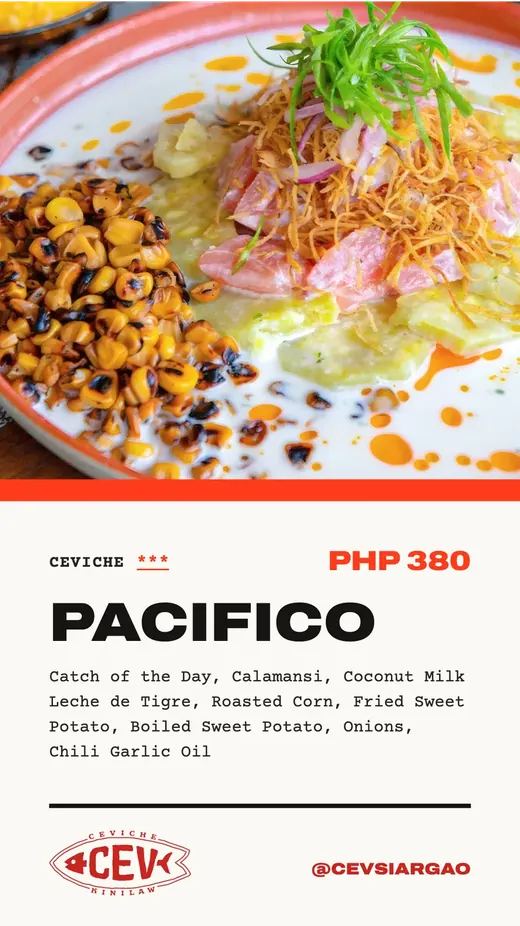 CEVICHE ***
PHP 380
PACIFICO
Catch of the Day, Calamansi, Coconut Milk
Leche de Tigre, Roasted Corn, Fried Sweet
Potato, Boiled Sweet Potato, Onions,
Chili Garlic Oil
CEVICHE
CEV
KINILAW
@CEVSIARGAO